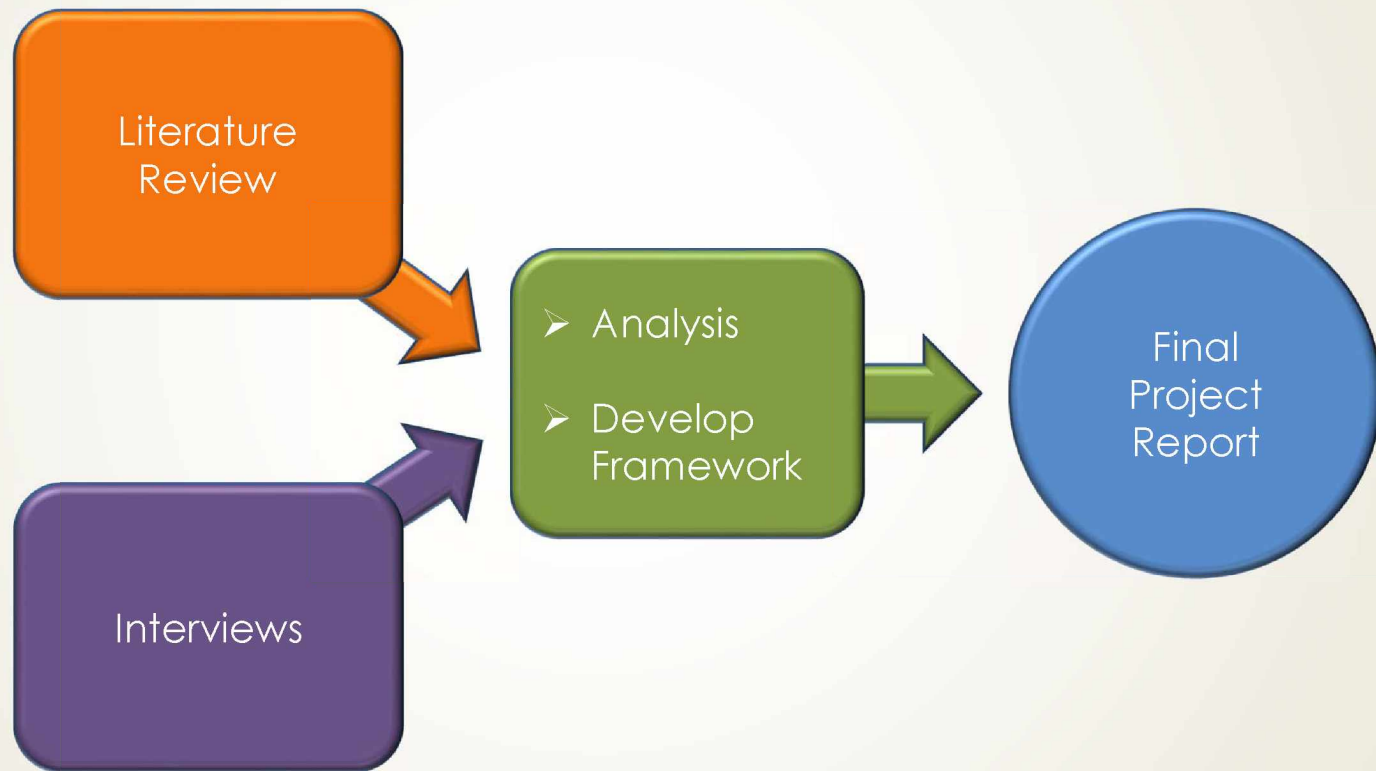 Literature
Review
➢ Analysis
➢ Develop
Framework
Final
Project
Report
Interviews